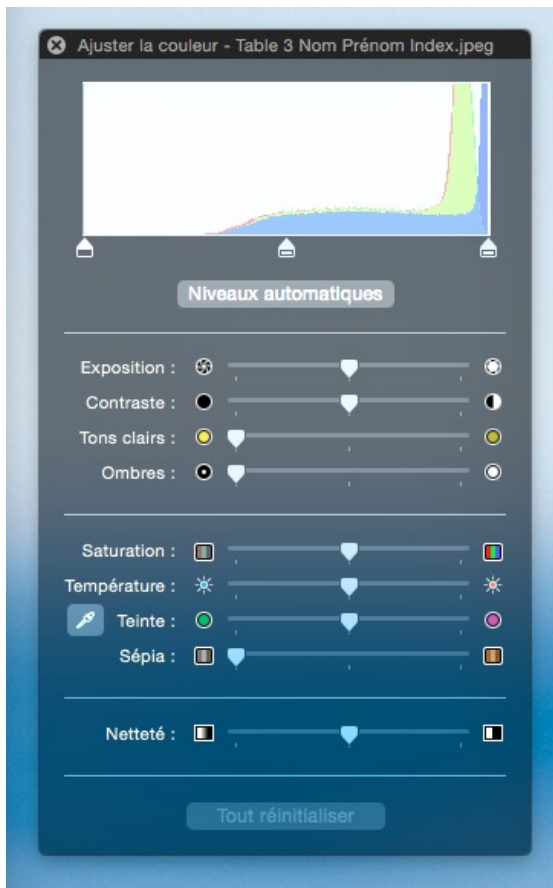 Ajuster la couleur - Table 3 Nom Prénom Index.jpeg
Niveaux automatiques
Exposition :
Contraste :
Tons clairs :
Ombres :
Saturation :
Température :
Teinte :
Sépia :
Netteté :
Tout réinitialiser